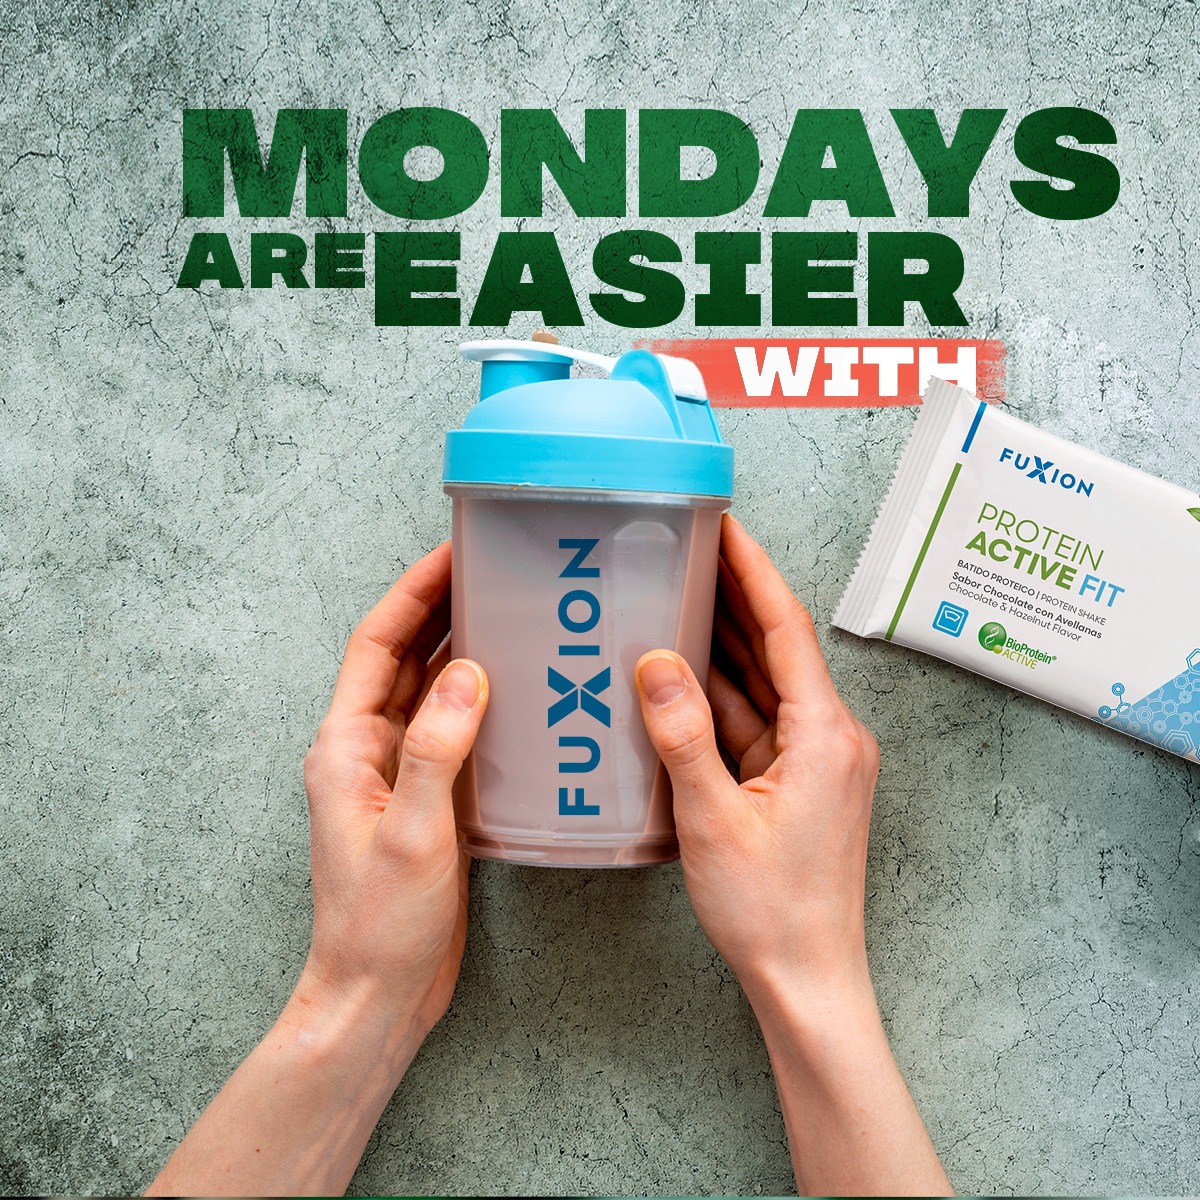 MONDAYS
ARE EASIER
WITH
FUXION
FUXION
PROTEIN
ACTIVE FIT
BATIDO PROTEICO | PROTEIN SHAKE
Sabor Chocolate con Avellanas
Chocolate & Hazelnut Flavor
BioProtein®
ACTIVE